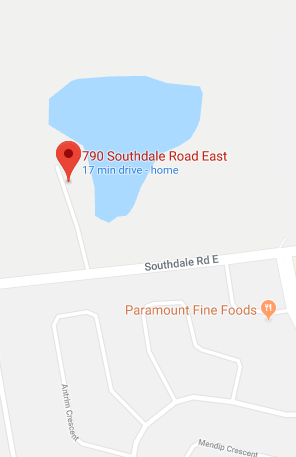 790 Southdale Road East
17 min drive - home
Southdale Rd E
Paramount Fine Foods
Antrim Crescent
Mendip Crescent